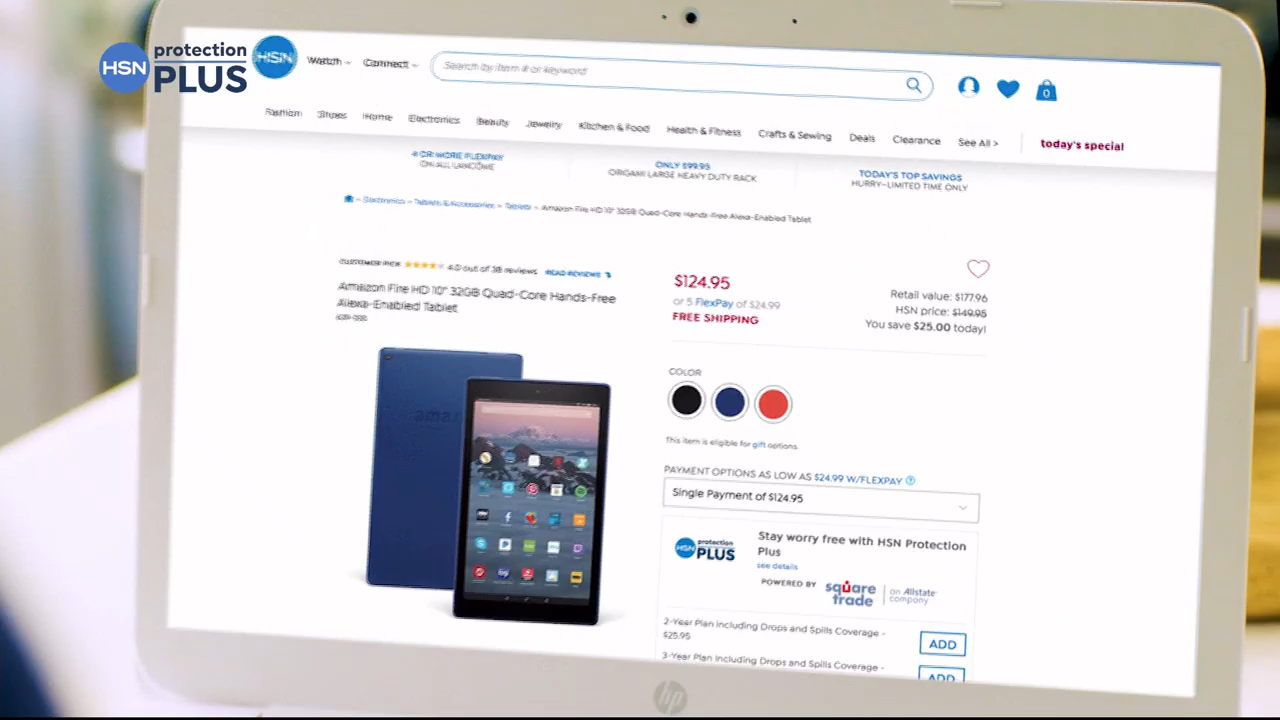 HSN protection PLUS
HSN Watch Connect Search by item # or keyword
0
Fashion Shoes Home Electronics Beauty Jewelry Kitchen & Food Health & Fitness Crafts & Sewing Deals Clearance See All > today's special
4 OR MORE FLEXPAY
ON ALL LANCOME
ONLY $99.95
ORIGAMI LARGE HEAVY DUTY RACK
TODAY'S TOP SAVINGS
HURRY-LIMITED TIME ONLY
Electronics > Tablets & Accessories > Tablets > Amazon Fire HD 10" 32GB Quad-Core Hands-Free Alexa-Enabled Tablet
CUSTOMER PICK 4.0 out of 38 reviews READ REVIEWS
Amazon Fire HD 10" 32GB Quad-Core Hands-Free
Alexa-Enabled Tablet
$124.95
or 5 FlexPay of $24.99
FREE SHIPPING
Retail value: $177.96
HSN price: $149.95
You save $25.00 today!
COLOR
This item is eligible for gift options.
PAYMENT OPTIONS AS LOW AS $24.99 W/FLEXPAY ?
Single Payment of $124.95
HSN protection PLUS
Stay worry free with HSN Protection
Plus
see details
POWERED BY square trade an Allstate company
2-Year Plan Including Drops and Spills Coverage -
$25.95
ADD
3-Year Plan Including Drops and Spills Coverage -
ADD
amaz
hp